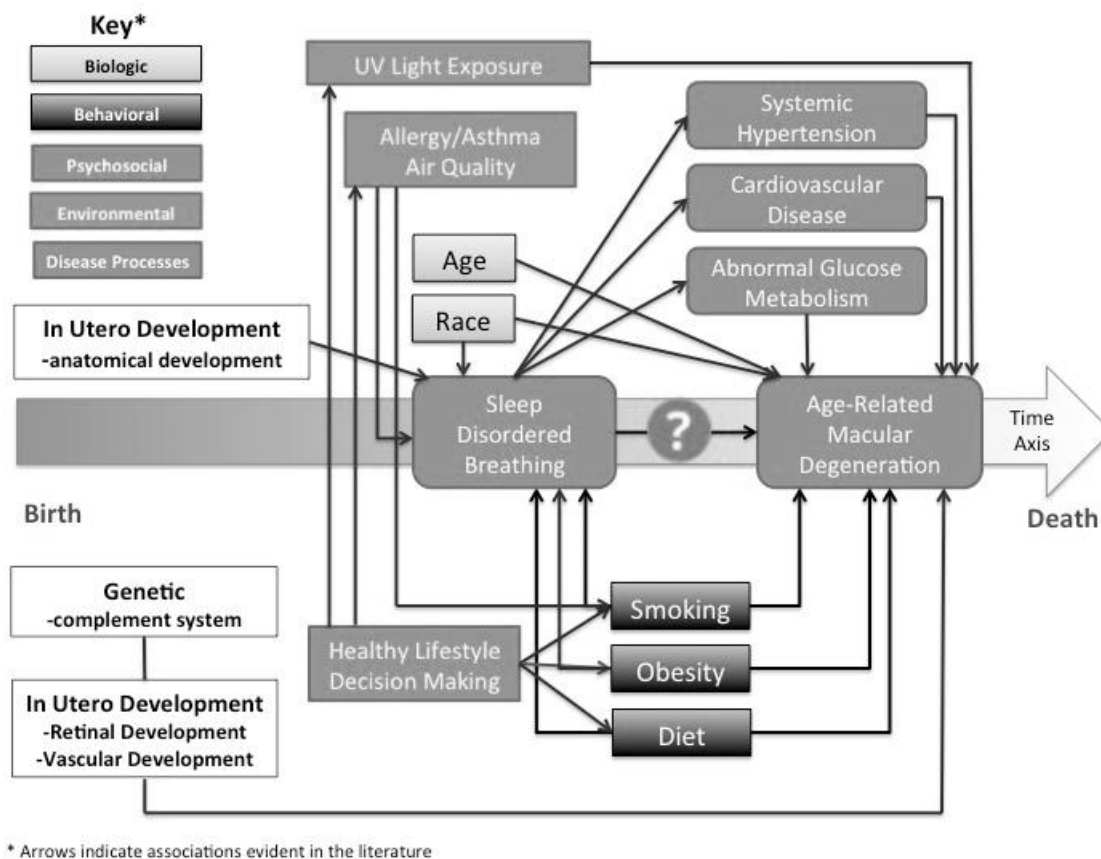 Key*
Biologic
Behavioral
Psychosocial
Environmental
Disease Processes
UV Light Exposure
Allergy/Asthma
Air Quality
Systemic
Hypertension
Cardiovascular
Disease
Abnormal Glucose
Metabolism
Age
Race
In Utero Development
-anatomical development
Sleep
Disordered
Breathing
?
Age-Related
Macular
Degeneration
Time
Axis
Birth
Death
Genetic
-complement system
In Utero Development
-Retinal Development
-Vascular Development
Healthy Lifestyle
Decision Making
Smoking
Obesity
Diet
* Arrows indicate associations evident in the literature